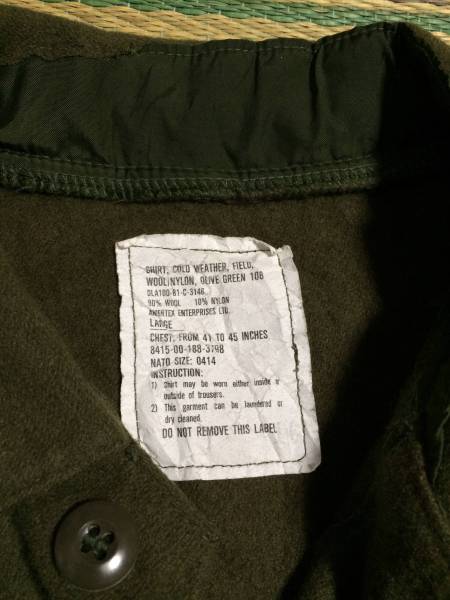 SHIRT, COLD WEATHER, FIELD,
WOOL/NYLON, OLIVE GREEN 108
DLA100-81-C-3148
90% WOOL 10% NYLON
AMERTEX ENTERPRISES LTD.
LARGE
CHEST: FROM 41 TO 45 INCHES
8415-00-188-3798
NATO SIZE: 0414
INSTRUCTION:
1) Shirt may be worn either inside or
outside of trousers.
2) This garment can be laundered or
dry cleaned.
DO NOT REMOVE THIS LABEL